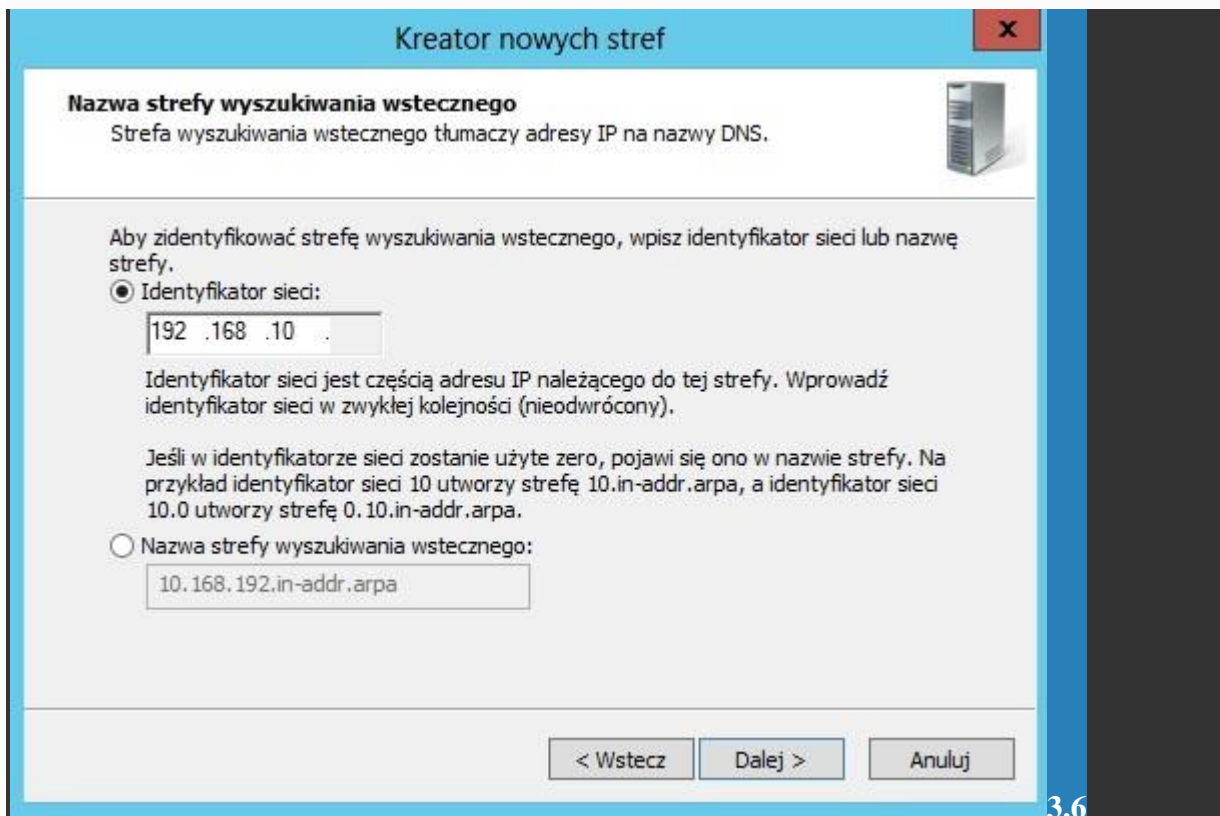 Kreator nowych stref
x
Nazwa strefy wyszukiwania wstecznego
Strefa wyszukiwania wstecznego tłumaczy adresy IP na nazwy DNS.
Aby zidentyfikować strefę wyszukiwania wstecznego, wpisz identyfikator sieci lub nazwę
strefy.
Identyfikator sieci:
192 .168 .10 .
Identyfikator sieci jest częścią adresu IP należącego do tej strefy. Wprowadź
identyfikator sieci w zwykłej kolejności (nieodwrócony).
Jeśli w identyfikatorze sieci zostanie użyte zero, pojawi się ono w nazwie strefy. Na
przykład identyfikator sieci 10 utworzy strefę 10.in-addr.arpa, a identyfikator sieci
10.0 utworzy strefę 0.10.in-addr.arpa.
Nazwa strefy wyszukiwania wstecznego:
10.168.192.in-addr.arpa
< Wstecz Dalej > Anuluj
3.6